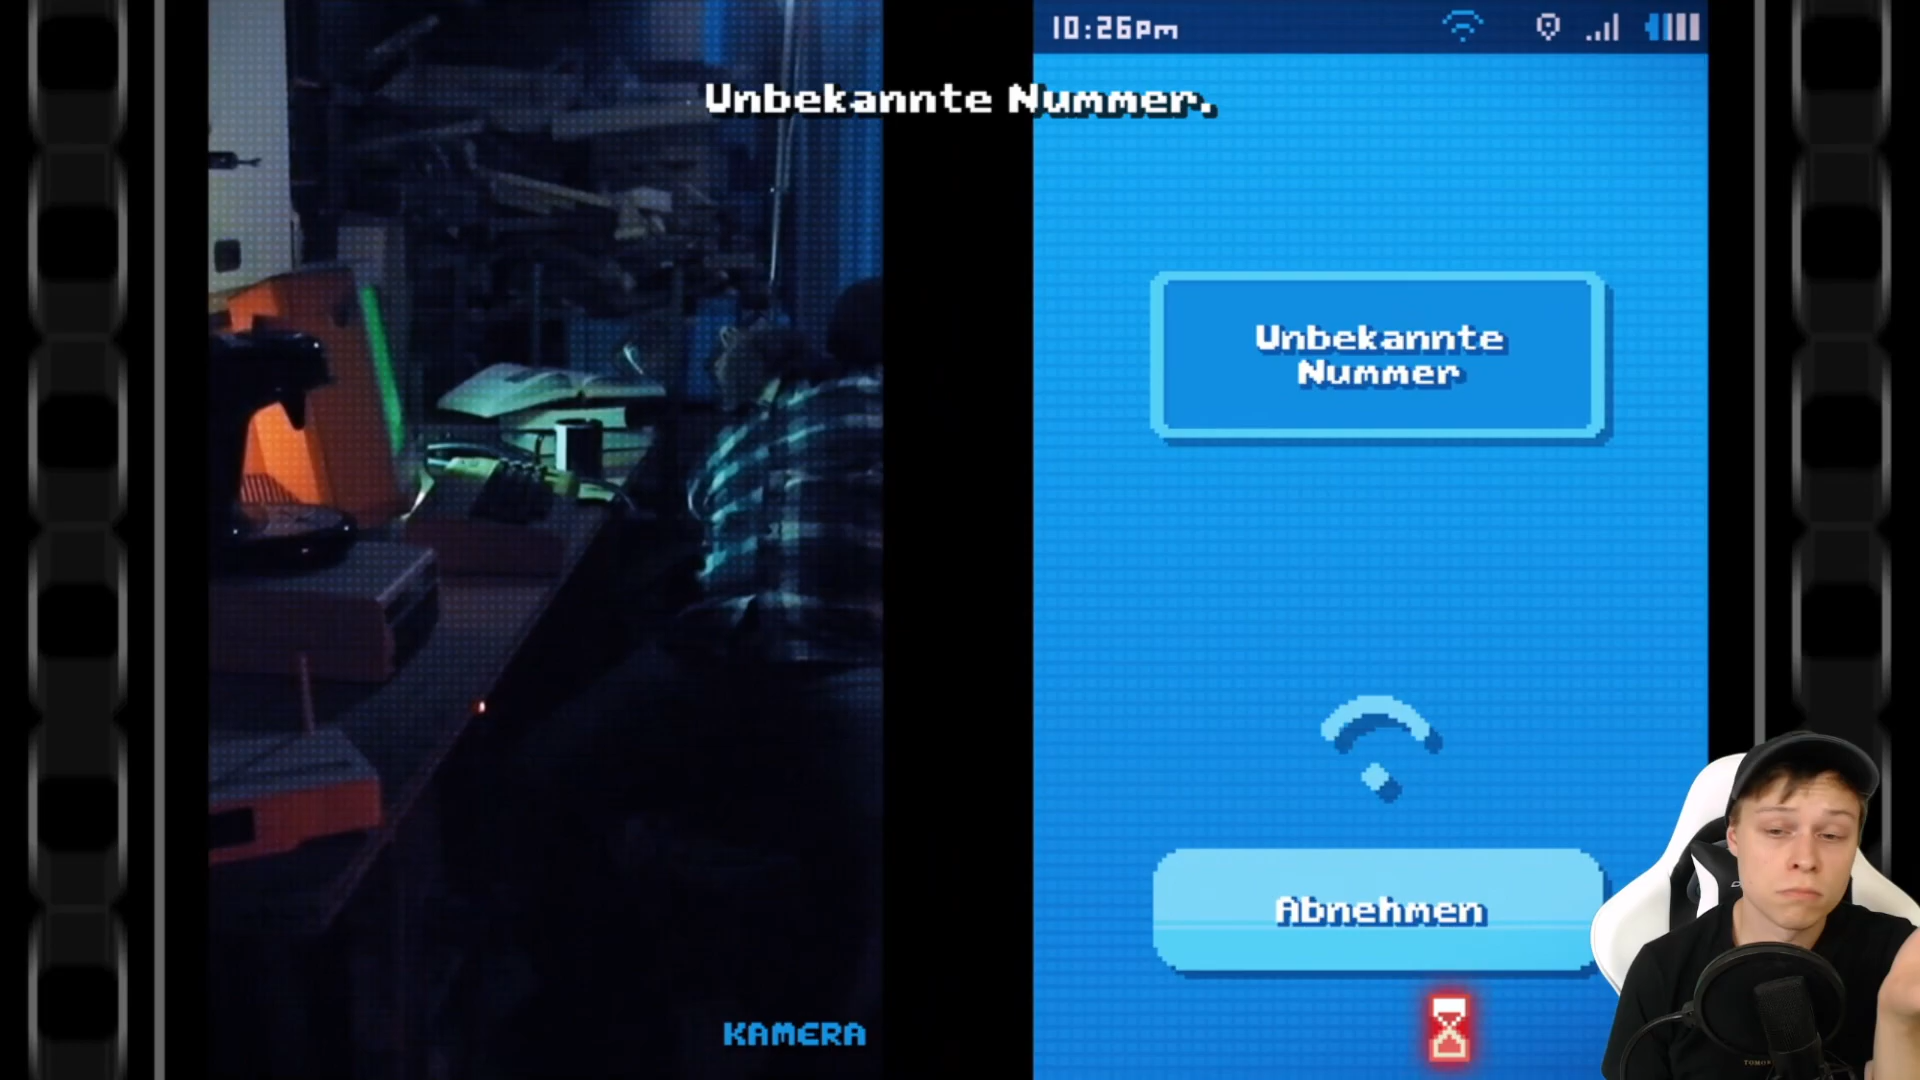 10:26pm
Unbekannte Nummer.
Unbekannte
Nummer
Abnehmen
KAMERA